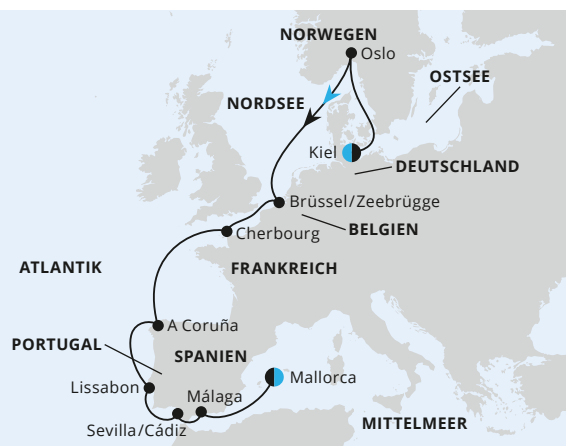 NORWEGEN
Oslo
OSTSEE
NORDSEE
Kiel
DEUTSCHLAND
Brüssel/Zeebrügge
BELGIEN
Cherbourg
ATLANTIK
FRANKREICH
A Coruña
PORTUGAL
SPANIEN
Lissabon
Mallorca
Málaga
Sevilla/Cádiz
MITTELMEER